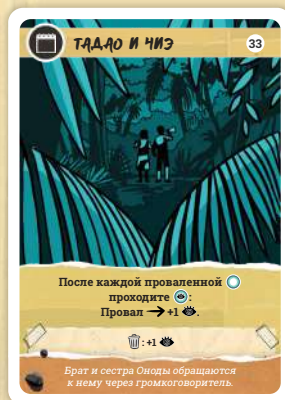 ТАДАО И ЧИЭ
33
После каждой проваленной
проходите :
Провал → +1 .
: +1
Брат и сестра Оноды обращаются
к нему через громкоговоритель.